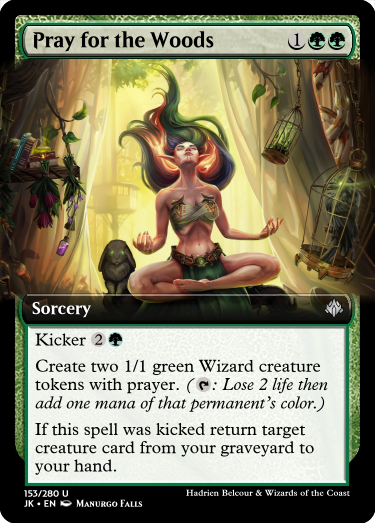 Pray for the Woods 1
Sorcery
Kicker 2
Create two 1/1 green Wizard creature
tokens with prayer. ( : Lose 2 life then
add one mana of that permanent's color.)
If this spell was kicked return target
creature card from your graveyard to
your hand.
153/280 U
JK • EN Manurgo Falls
Hadrien Belcour & Wizards of the Coast